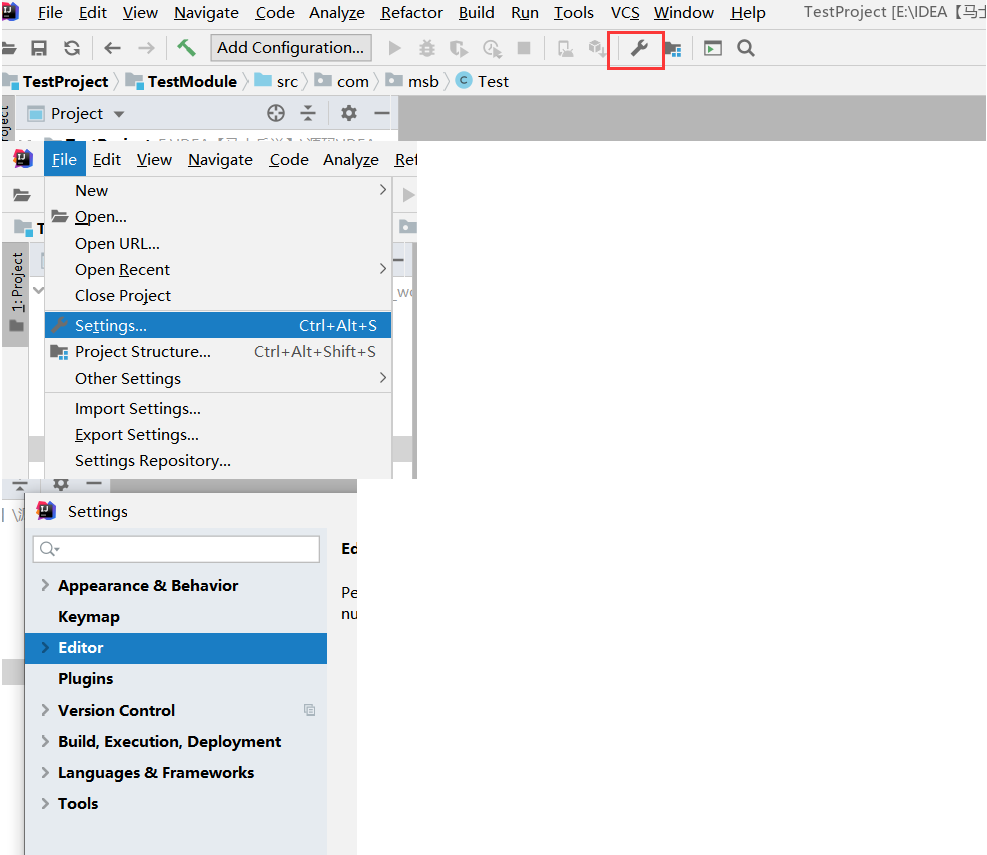 File Edit View Navigate Code Analyze Refactor Build Run Tools VCS Window Help TestProject [E:\IDEA【马士
Add Configuration...
TestProject TestModule src com msb Test
Project
File Edit View Navigate Code Analyze Ref
New
Open...
Open URL...
Open Recent
Close Project
1: Project
Settings... Ctrl+Alt+S
Project Structure... Ctrl+Alt+Shift+S
Other Settings
Import Settings...
Export Settings...
Settings Repository...
Settings
Ed
Appearance & Behavior
Pe
Keymap
nu
Editor
Plugins
Version Control
Build, Execution, Deployment
Languages & Frameworks
Tools